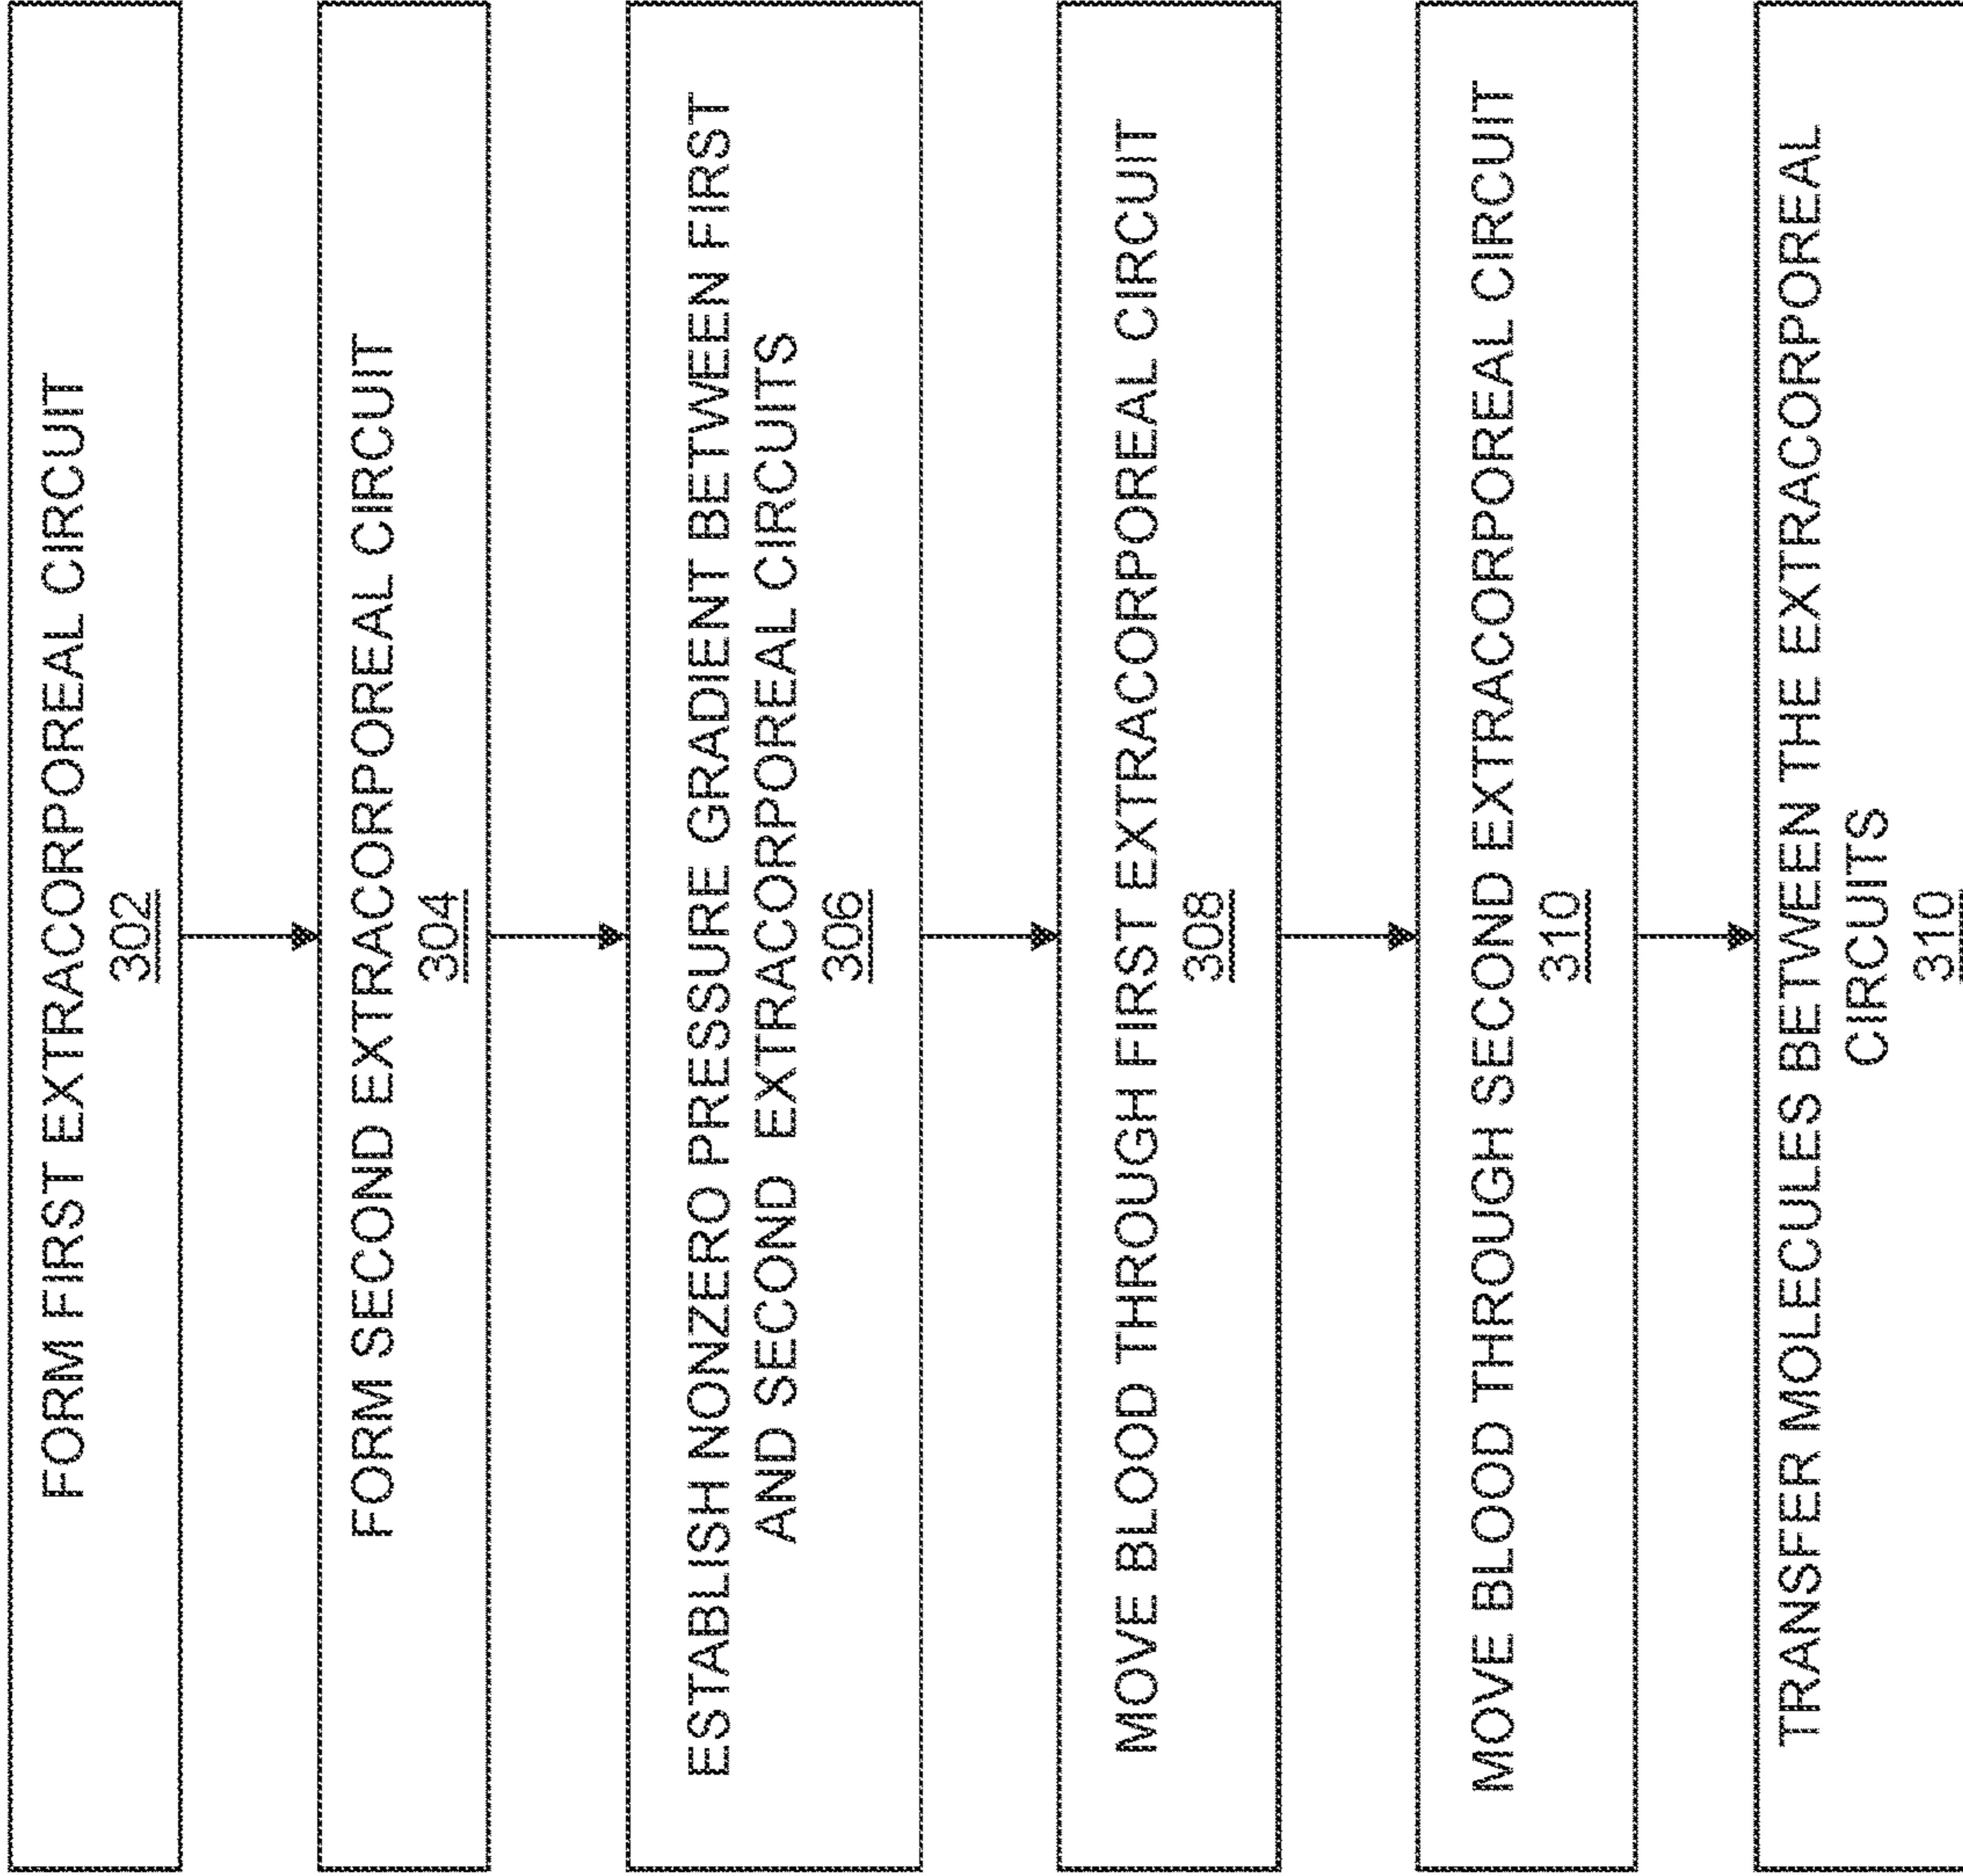 FORM FIRST EXTRACORPOREAL CIRCUIT
302
FORM SECOND EXTRACORPOREAL CIRCUIT
304
ESTABLISH NONZERO PRESSURE GRADIENT BETWEEN FIRST
AND SECOND EXTRACORPOREAL CIRCUITS
306
MOVE BLOOD THROUGH FIRST EXTRACORPOREAL CIRCUIT
308
MOVE BLOOD THROUGH SECOND EXTRACORPOREAL CIRCUIT
310
TRANSFER MOLECULES BETWEEN THE EXTRACORPOREAL
CIRCUITS
310